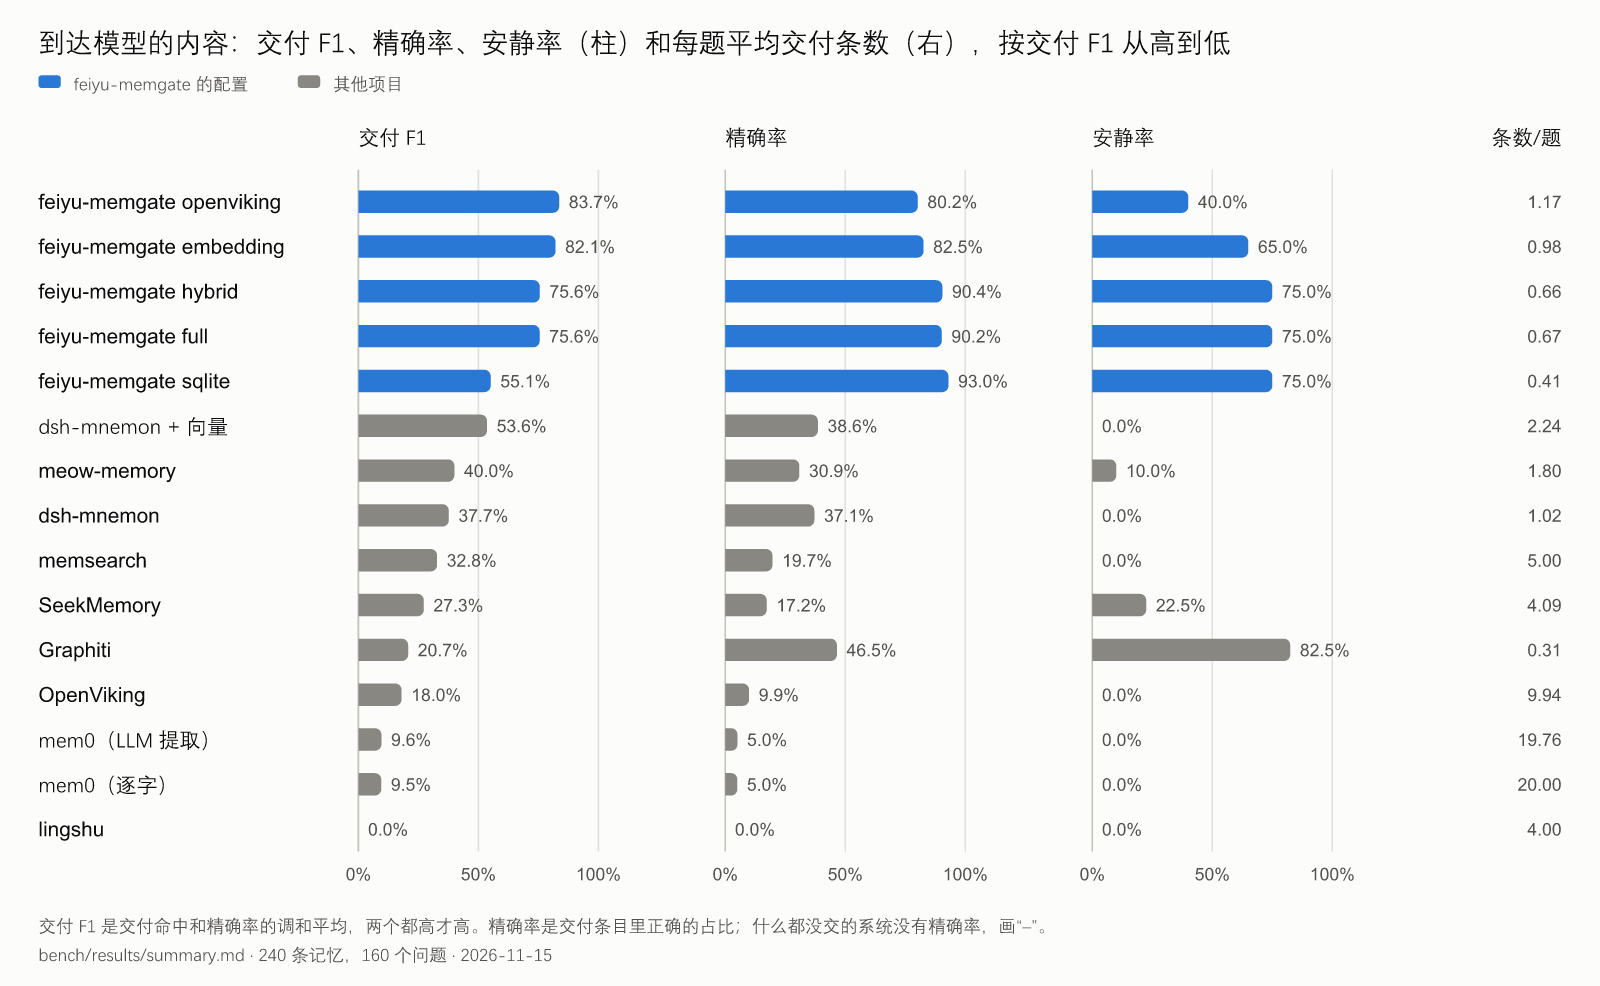 到达模型的内容：交付 F1、精确率、安静率（柱）和每题平均交付条数（右），按交付 F1 从高到低
feiyu-memgate 的配置 其他项目
交付 F1 精确率 安静率 条数/题
feiyu-memgate openviking 83.7% 80.2% 40.0% 1.17
feiyu-memgate embedding 82.1% 82.5% 65.0% 0.98
feiyu-memgate hybrid 75.6% 90.4% 75.0% 0.66
feiyu-memgate full 75.6% 90.2% 75.0% 0.67
feiyu-memgate sqlite 55.1% 93.0% 75.0% 0.41
dsh-mnemon + 向量 53.6% 38.6% 0.0% 2.24
meow-memory 40.0% 30.9% 10.0% 1.80
dsh-mnemon 37.7% 37.1% 0.0% 1.02
memsearch 32.8% 19.7% 0.0% 5.00
SeekMemory 27.3% 17.2% 22.5% 4.09
Graphiti 20.7% 46.5% 82.5% 0.31
OpenViking 18.0% 9.9% 0.0% 9.94
mem0（LLM 提取） 9.6% 5.0% 0.0% 19.76
mem0（逐字） 9.5% 5.0% 0.0% 20.00
lingshu 0.0% 0.0% 0.0% 4.00
0% 50% 100% 0% 50% 100% 0% 50% 100%
交付 F1 是交付命中和精确率的调和平均，两个都高才高。精确率是交付条目里正确的占比；什么都没交的系统没有精确率，画“–”。
bench/results/summary.md · 240 条记忆，160 个问题 · 2026-11-15